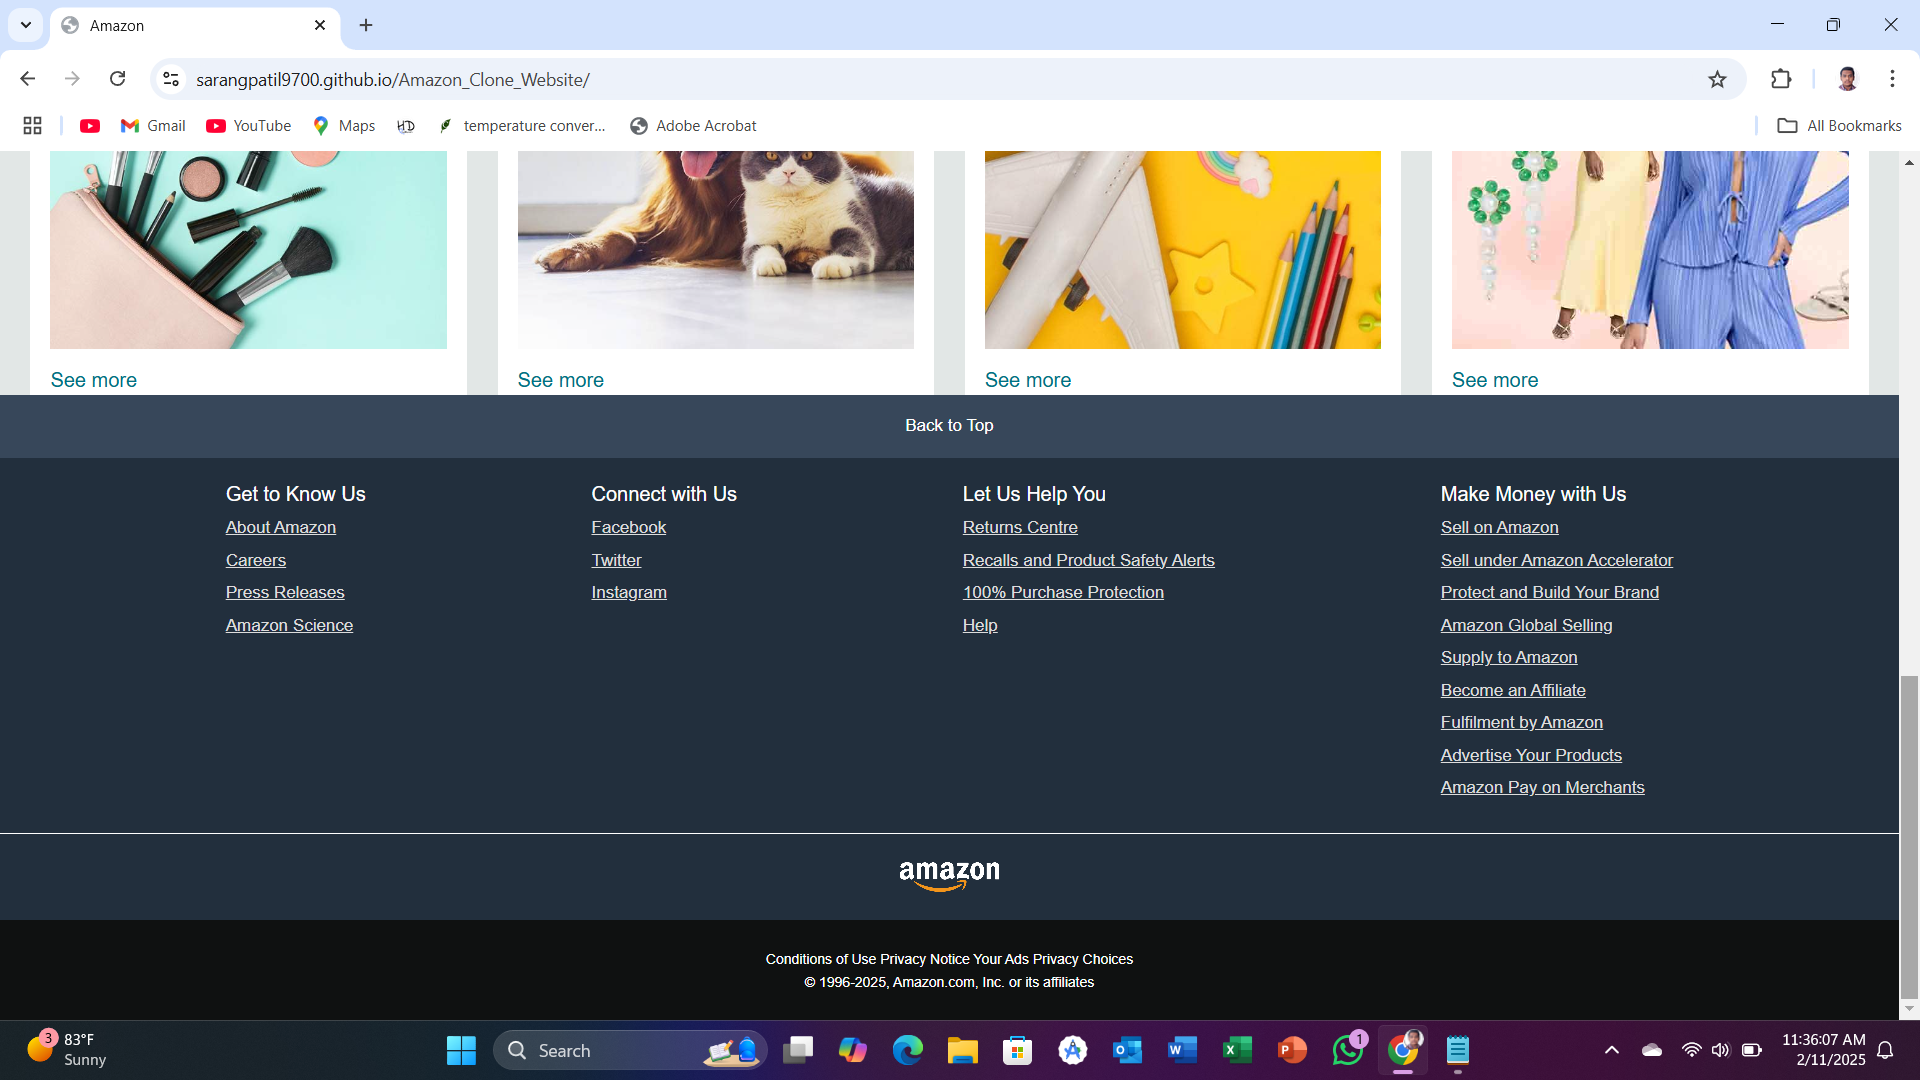 Amazon
sarangpatil9700.github.io/Amazon_Clone_Website/
Gmail YouTube Maps HD temperature conver... Adobe Acrobat All Bookmarks
See more See more See more See more
Back to Top
Get to Know Us
About Amazon
Careers
Press Releases
Amazon Science
Connect with Us
Facebook
Twitter
Instagram
Let Us Help You
Returns Centre
Recalls and Product Safety Alerts
100% Purchase Protection
Help
Make Money with Us
Sell on Amazon
Sell under Amazon Accelerator
Protect and Build Your Brand
Amazon Global Selling
Supply to Amazon
Become an Affiliate
Fulfilment by Amazon
Advertise Your Products
Amazon Pay on Merchants
amazon
Conditions of Use Privacy Notice Your Ads Privacy Choices
© 1996-2025, Amazon.com, Inc. or its affiliates
3
83°F
Sunny
Search
1
11:36:07 AM
2/11/2025